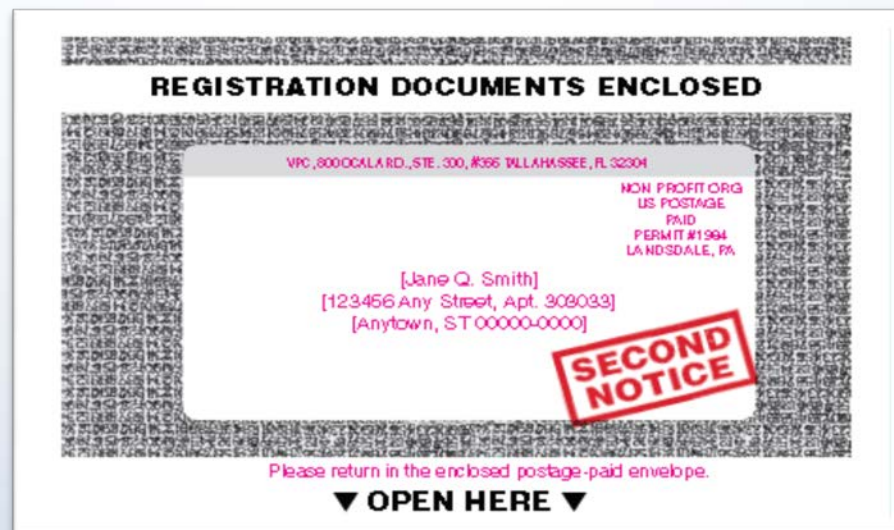 REGISTRATION DOCUMENTS ENCLOSED
VPC, 800 OCALA RD., STE. 300, #366 TALLAHASSEE, FL 32304
NON PROFIT ORG
US POSTAGE
PAID
PERMIT #1994
LANDSDALE, PA
[Jane Q. Smith]
[123456 Any Street, Apt. 303033]
[Anytown, ST 00000-0000]
SECOND
NOTICE
Please return in the enclosed postage-paid envelope.
▼ OPEN HERE ▼